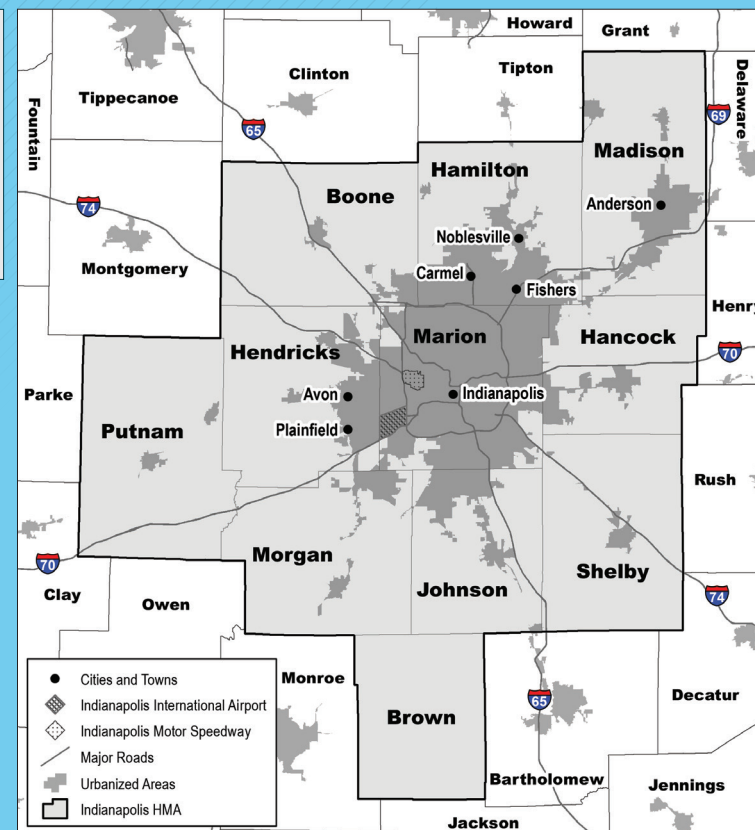 Howard
Grant
Tippecanoe
Clinton
Tipton
Delaware
Fountain
65
69
Madison
Hamilton
Boone
74
Anderson
Noblesville
Montgomery
Carmel
Fishers
Henry
Marion
Hancock
Hendricks
70
Parke
Avon
Indianapolis
Putnam
Plainfield
Rush
Morgan
70
Shelby
Johnson
Clay
Owen
74
Monroe
65
Decatur
Brown
Bartholomew
Jennings
Jackson
Cities and Towns
Indianapolis International Airport
Indianapolis Motor Speedway
Major Roads
Urbanized Areas
Indianapolis HMA